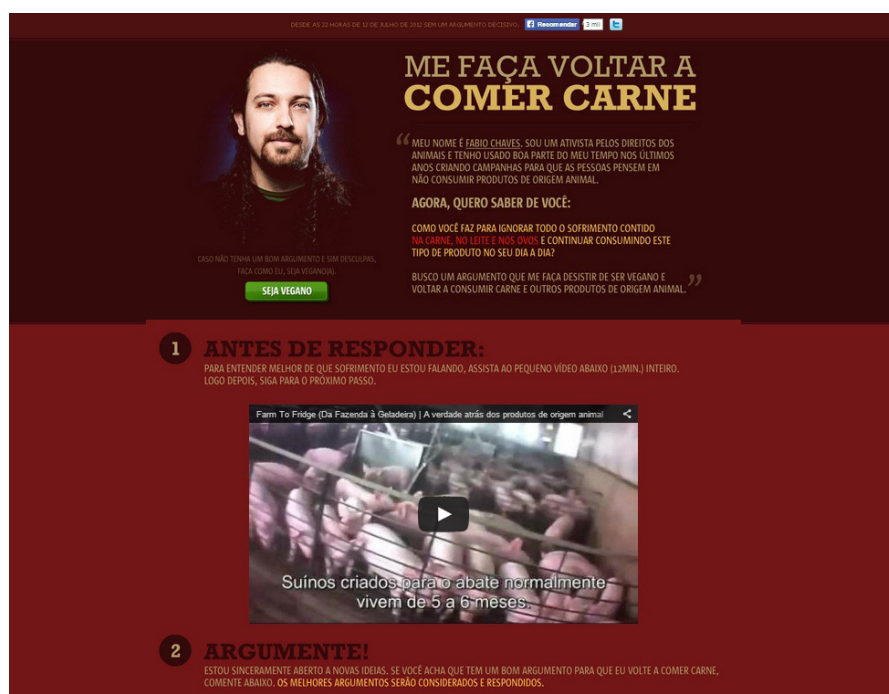 DESDE AS 22 HORAS DE 12 DE JULHO DE 2012 SEM UM ARGUMENTO DECISIVO.
Recomendar
3 mil
ME FAÇA VOLTAR A
COMER CARNE
“ MEU NOME É FABIO CHAVES. SOU UM ATIVISTA PELOS DIREITOS DOS
ANIMAIS E TENHO USADO BOA PARTE DO MEU TEMPO NOS ÚLTIMOS
ANOS CRIANDO CAMPANHAS PARA QUE AS PESSOAS PENSEM EM
NÃO CONSUMIR PRODUTOS DE ORIGEM ANIMAL.
AGORA, QUERO SABER DE VOCÊ:
COMO VOCÊ FAZ PARA IGNORAR TODO O SOFRIMENTO CONTIDO
NA CARNE, NO LEITE E NOS OVOS E CONTINUAR CONSUMINDO ESTE
TIPO DE PRODUTO NO SEU DIA A DIA?
BUSCO UM ARGUMENTO QUE ME FAÇA DESISTIR DE SER VEGANO E
VOLTAR A CONSUMIR CARNE E OUTROS PRODUTOS DE ORIGEM ANIMAL. ”
CASO NÃO TENHA UM BOM ARGUMENTO E SIM DESCULPAS,
FAÇA COMO EU, SEJA VEGANO(A).
SEJA VEGANO
1 ANTES DE RESPONDER:
PARA ENTENDER MELHOR DE QUE SOFRIMENTO EU ESTOU FALANDO, ASSISTA AO PEQUENO VÍDEO ABAIXO (12MIN.) INTEIRO.
LOGO DEPOIS, SIGA PARA O PRÓXIMO PASSO.
Farm To Fridge (Da Fazenda à Geladeira) | A verdade atrás dos produtos de origem animal
Suínos criados para o abate normalmente
vivem de 5 a 6 meses.
2 ARGUMENTE!
ESTOU SINCERAMENTE ABERTO A NOVAS IDEIAS. SE VOCÊ ACHA QUE TEM UM BOM ARGUMENTO PARA QUE EU VOLTE A COMER CARNE,
COMENTE ABAIXO. OS MELHORES ARGUMENTOS SERÃO CONSIDERADOS E RESPONDIDOS.